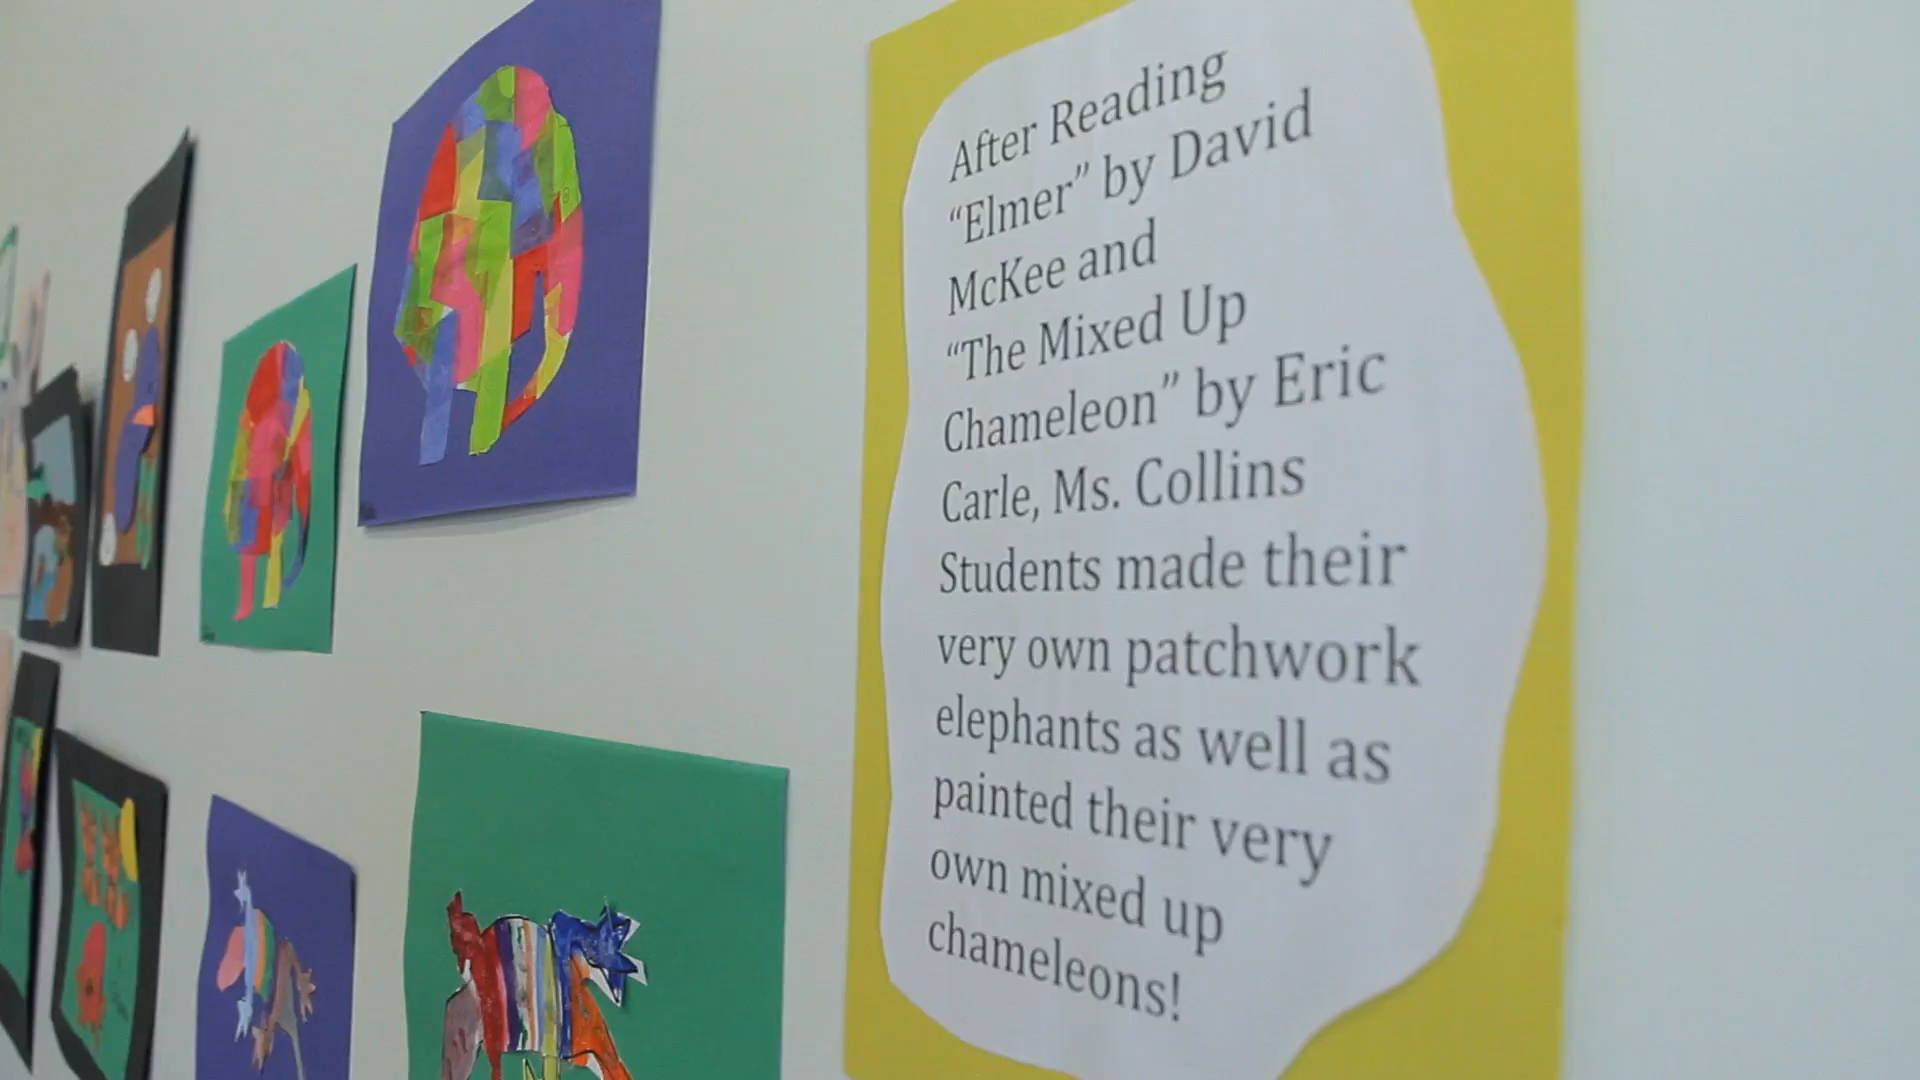 After Reading
“Elmer” by David
McKee and
“The Mixed Up
Chameleon” by Eric
Carle, Ms. Collins
Students made their
very own patchwork
elephants as well as
painted their very
own mixed up
chameleons!